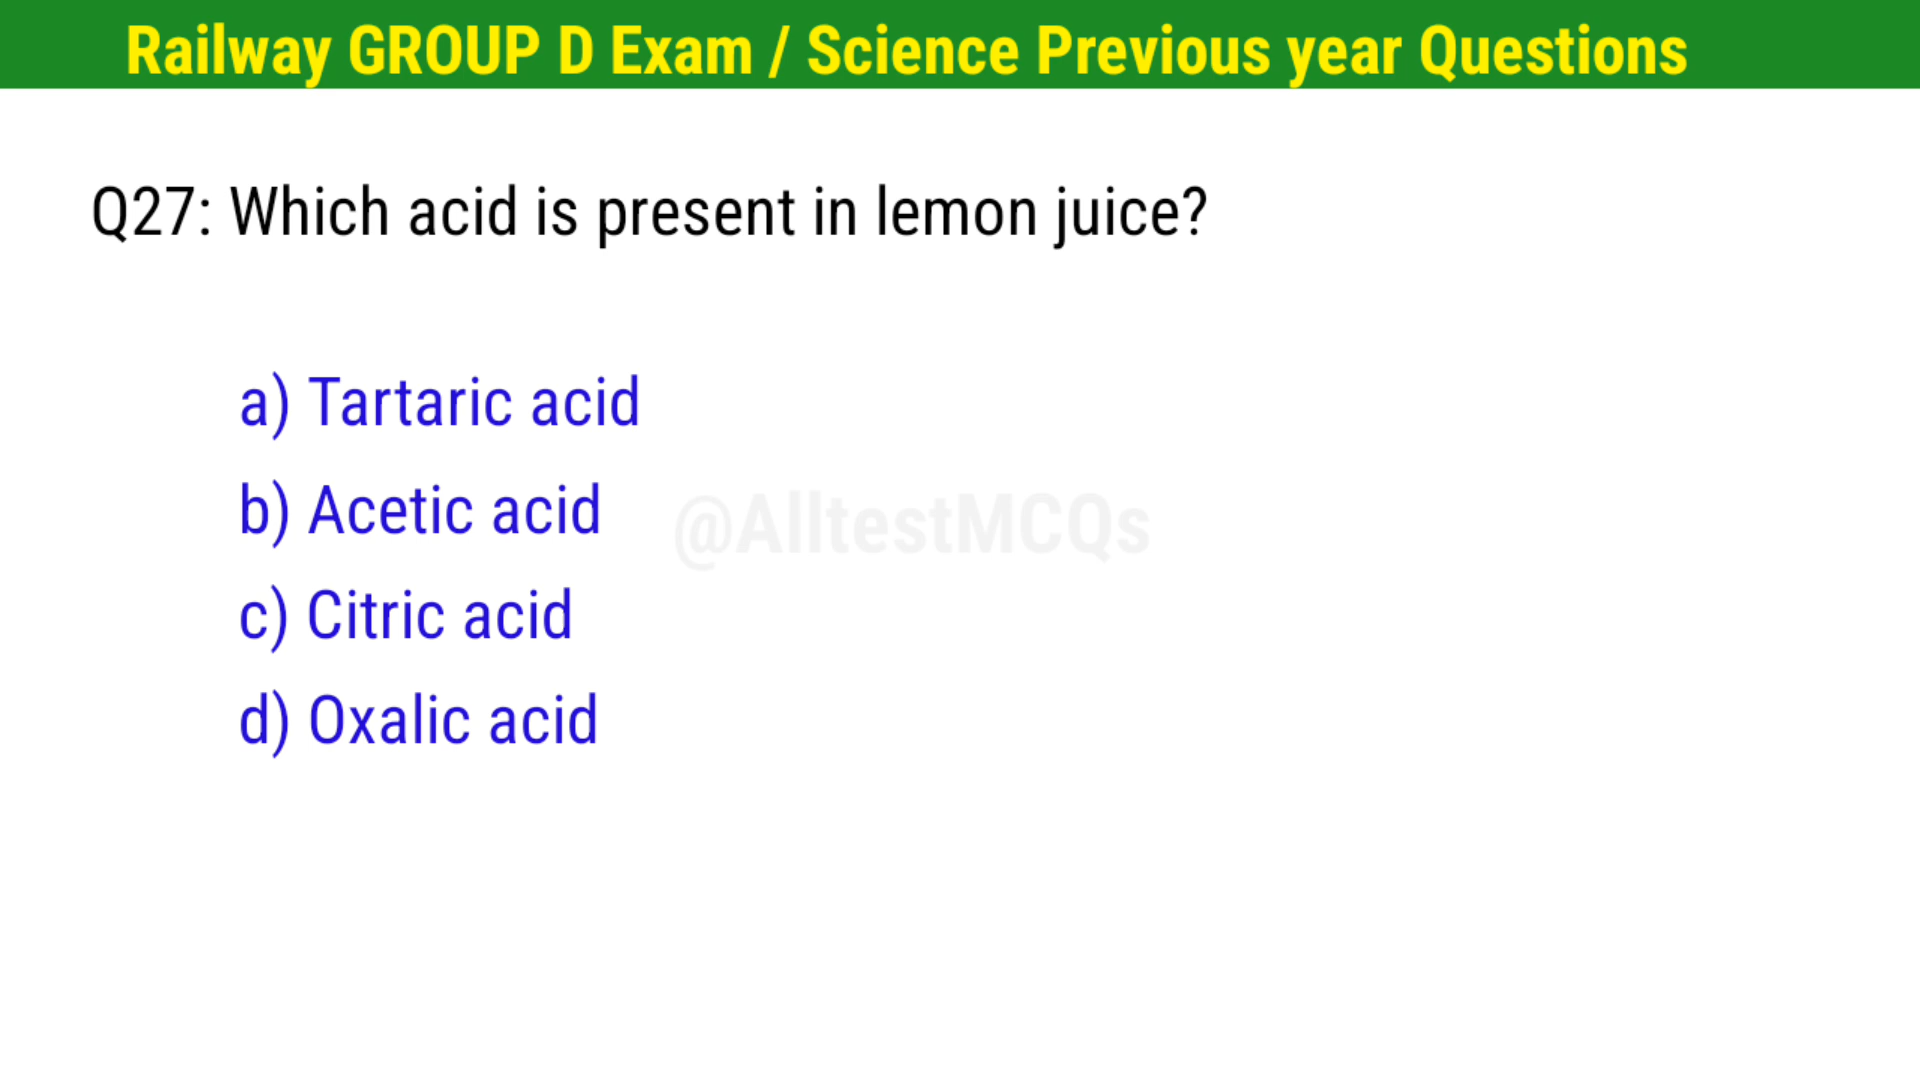 Railway GROUP D Exam / Science Previous year Questions
Q27: Which acid is present in lemon juice?
a) Tartaric acid
b) Acetic acid
@AlltestMCQs
c) Citric acid
d) Oxalic acid